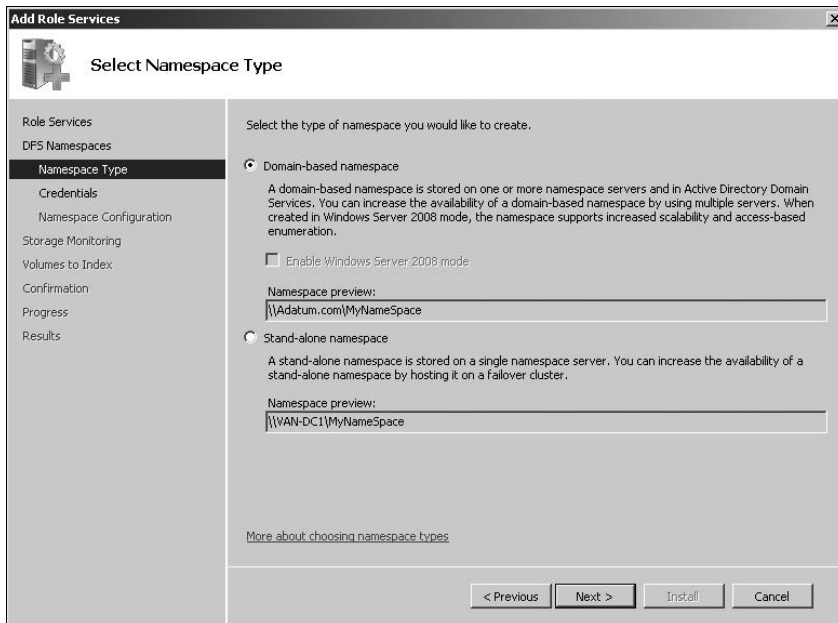 Add Role Services
Select Namespace Type
Role Services
DFS Namespaces
Namespace Type
Credentials
Namespace Configuration
Storage Monitoring
Volumes to Index
Confirmation
Progress
Results
Select the type of namespace you would like to create.
Domain-based namespace
A domain-based namespace is stored on one or more namespace servers and in Active Directory Domain
Services. You can increase the availability of a domain-based namespace by using multiple servers. When
created in Windows Server 2008 mode, the namespace supports increased scalability and access-based
enumeration.
Enable Windows Server 2008 mode
Namespace preview:
\\Adatum.com\MyNameSpace
Stand-alone namespace
A stand-alone namespace is stored on a single namespace server. You can increase the availability of a
stand-alone namespace by hosting it on a failover cluster.
Namespace preview:
\\VAN-DC1\MyNameSpace
More about choosing namespace types
< Previous
Next >
Install
Cancel